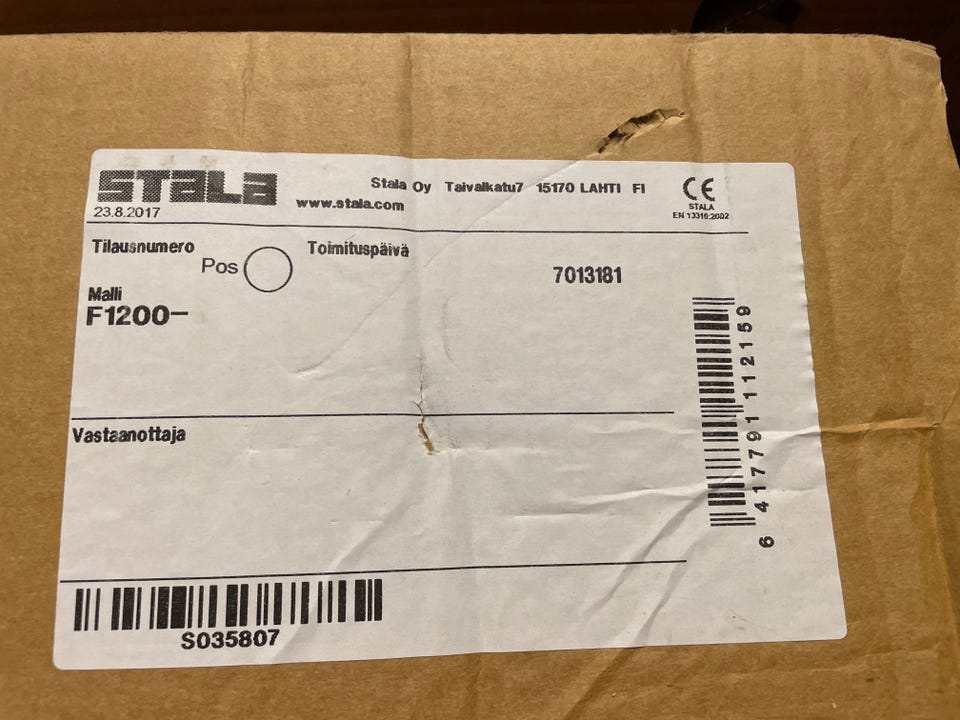 STALA
Stala Oy Taivalkatu7 15170 LAHTI FI
www.stala.com
23.8.2017
CE
STALA
EN 13310:2002
Tilausnumero
Pos
Toimituspäivä
7013181
Malli
F1200-
Vastaanottaja
6 417791 112159
S035807